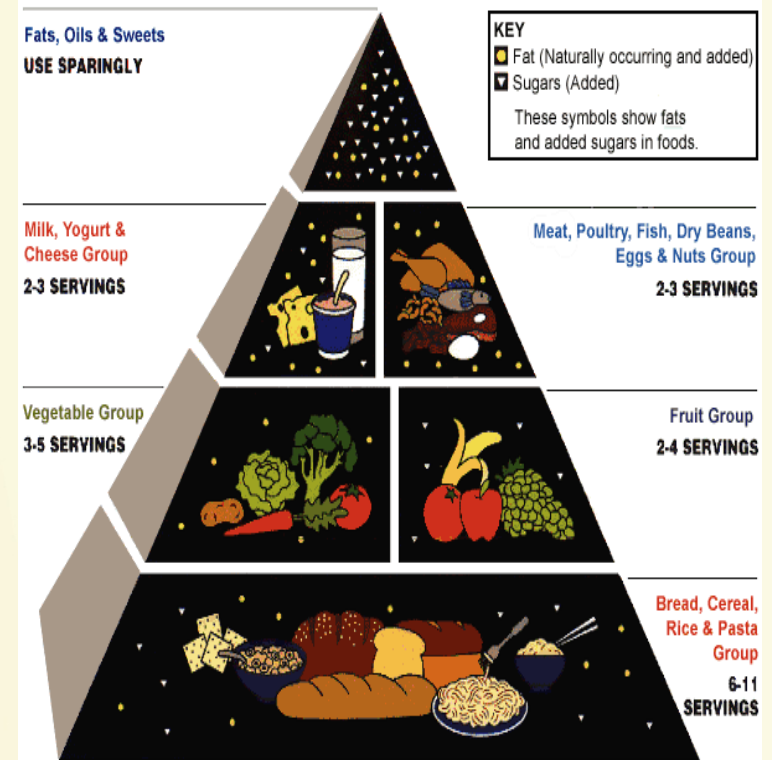 Fats, Oils & Sweets
USE SPARINGLY
KEY
Fat (Naturally occurring and added)
Sugars (Added)
These symbols show fats
and added sugars in foods.
Milk, Yogurt &
Cheese Group
2-3 SERVINGS
Meat, Poultry, Fish, Dry Beans,
Eggs & Nuts Group
2-3 SERVINGS
Vegetable Group
3-5 SERVINGS
Fruit Group
2-4 SERVINGS
Bread, Cereal,
Rice & Pasta
Group
6-11
SERVINGS